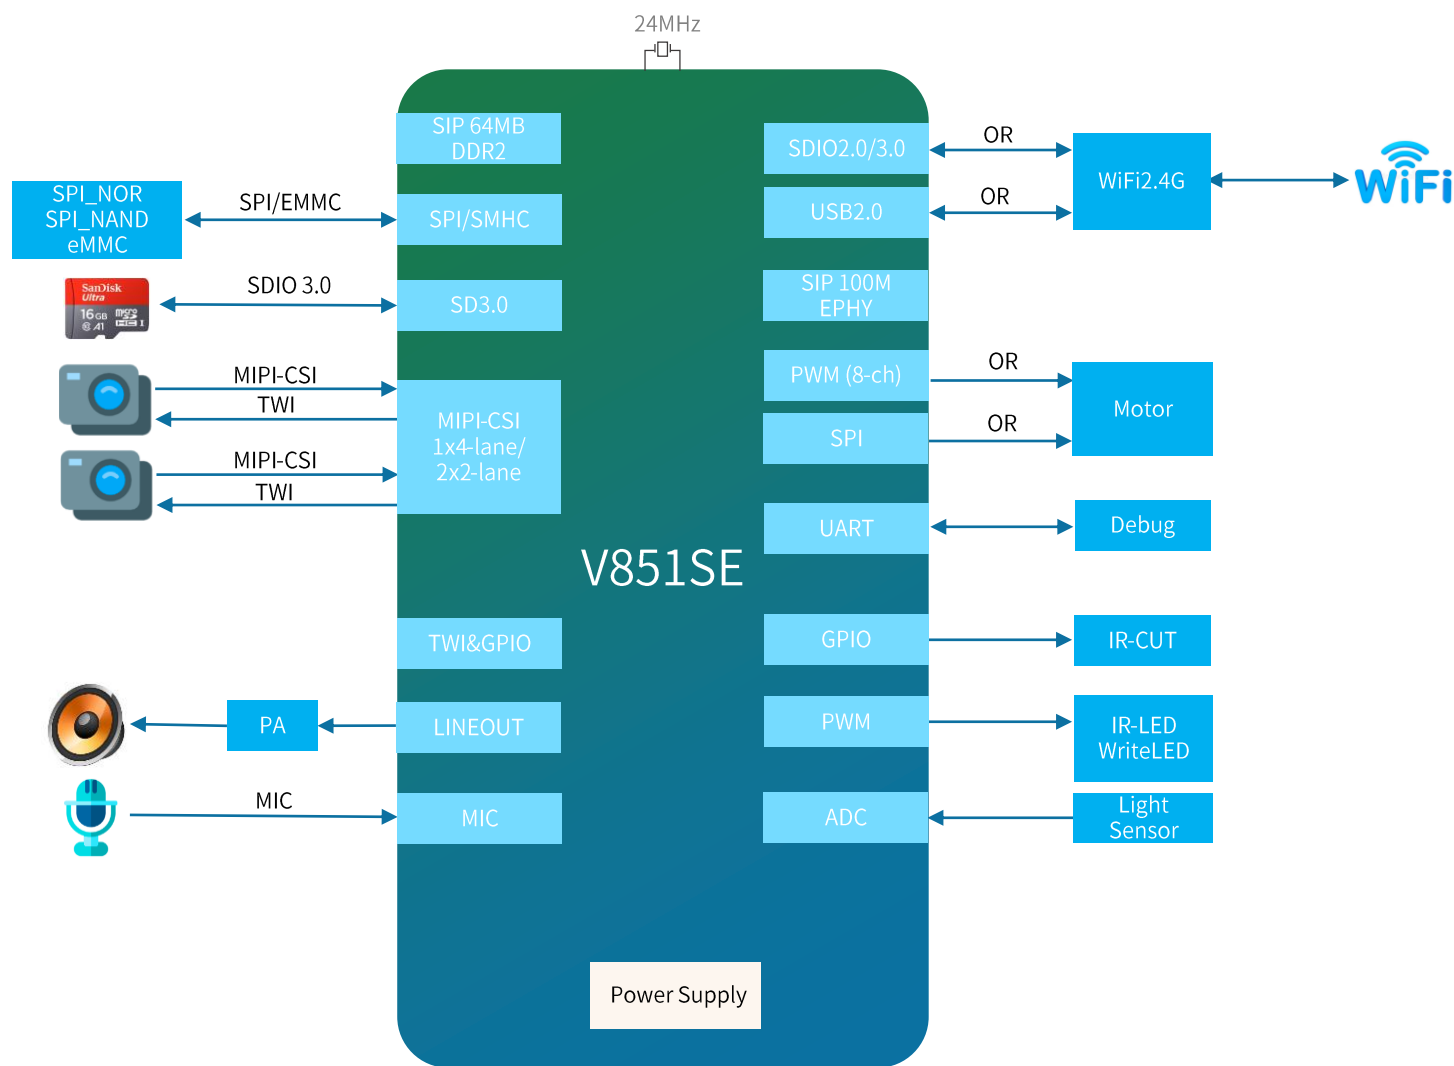 24MHz
SIP 64MB
DDR2
SPI_NOR
SPI_NAND
eMMC
SPI/EMMC
SPI/SMHC
SanDisk
Ultra
16GB
micro
HC I
A1
SDIO 3.0
SD3.0
MIPI-CSI
TWI
MIPI-CSI
TWI
MIPI-CSI
1x4-lane/
2x2-lane
V851SE
TWI&GPIO
PA
LINEOUT
MIC
MIC
SDIO2.0/3.0
OR
USB2.0
OR
WiFi2.4G
WiFi
SIP 100M
EPHY
PWM (8-ch)
OR
SPI
OR
Motor
UART
Debug
GPIO
IR-CUT
PWM
IR-LED
WriteLED
ADC
Light
Sensor
Power Supply